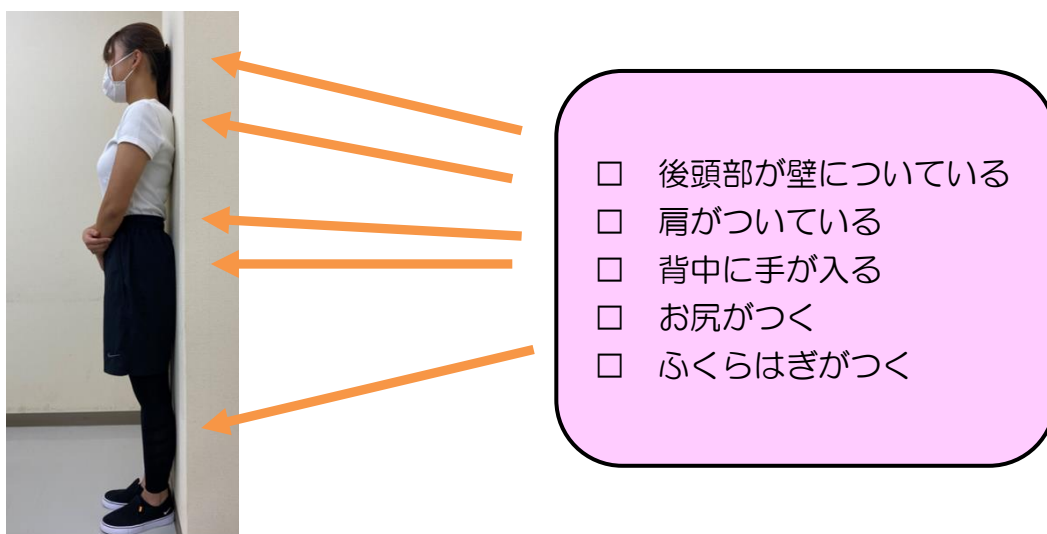 □ 後頭部が壁についている
□ 肩がついている
□ 背中に手が入る
□ お尻がつく
□ ふくらはぎがつく